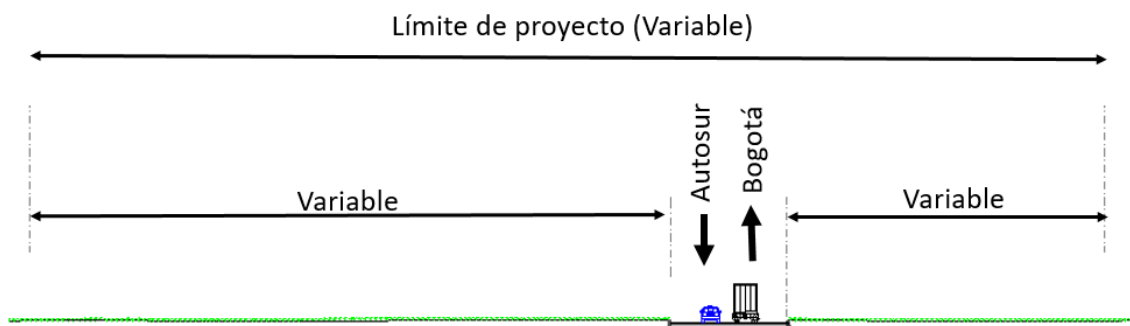 Límite de proyecto (Variable)
Autosur
Bogotá
Variable
Variable